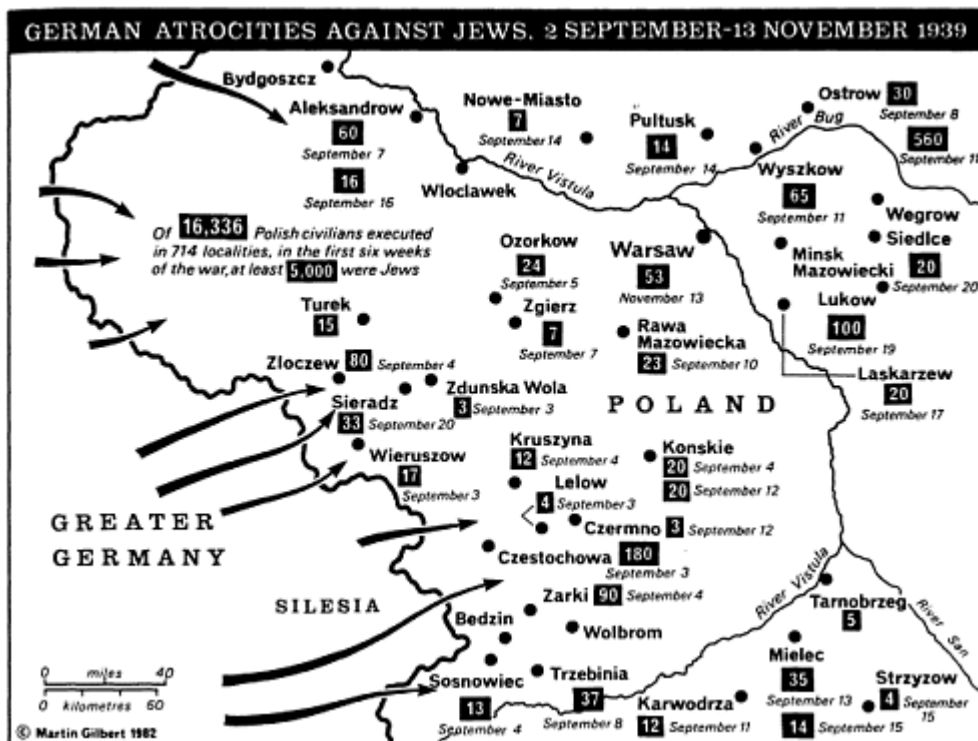 GERMAN ATROCITIES AGAINST JEWS, 2 SEPTEMBER-13 NOVEMBER 1939
Bydgoszcz
Aleksandrow
60
September 7
16
September 16
Wloclawek
Nowe-Miasto
7
September 14
River Vistula
Pultusk
14
September 14
River Bug
Ostrow 30
September 8
560
September 11
Wyszkow
65
September 11
Wegrow
Siedlce
20
September 20
Minsk
Mazowiecki
Lukow
100
September 19
Laskarzew
20
September 17
Of 16,336 Polish civilians executed
in 714 localities, in the first six weeks
of the war, at least 5,000 were Jews
Ozorkow
24
September 5
Zgierz
7
September 7
Warsaw
53
November 13
Rawa
Mazowiecka
23 September 10
Turek
15
Zloczew 80 September 4
Sieradz
33 September 20
Zdunska Wola
3 September 3
Wieruszow
17
September 3
POLAND
Kruszyna
12 September 4
Lelow
4 September 3
Konskie
20 September 4
20 September 12
Czermno 3 September 12
Czestochowa 180
September 3
GREATER
GERMANY
SILESIA
Zarki 90 September 4
Bedzin
Wolbrom
River Vistula
Tarnobrzeg
5
River San
Sosnowiec
13
September 4
Trzebinia
37
September 8
Karwodrza
12 September 11
Mielec
35
September 13
14 September 15
Strzyzow
4 September
15
0 miles 40
0 kilometres 60
© Martin Gilbert 1982